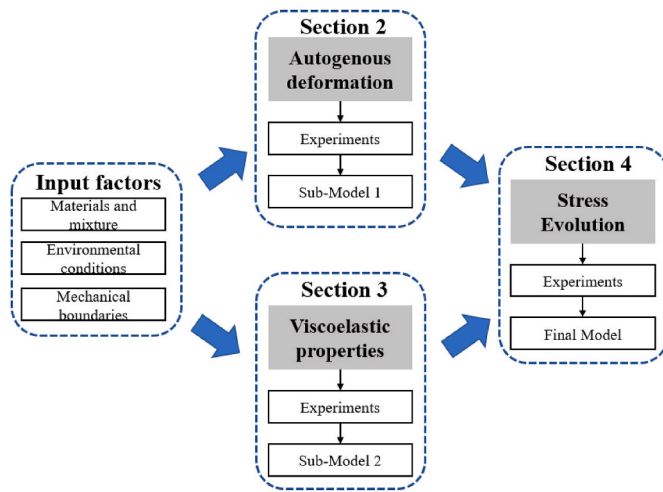 Input factors
Materials and
mixture
Environmental
conditions
Mechanical
boundaries
Section 2
Autogenous
deformation
Experiments
Sub-Model 1
Section 3
Viscoelastic
properties
Experiments
Sub-Model 2
Section 4
Stress
Evolution
Experiments
Final Model